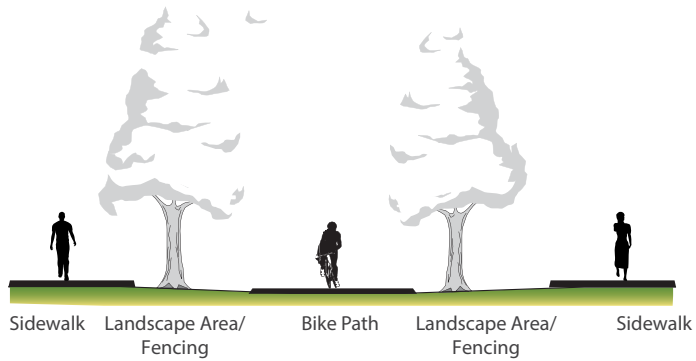 Sidewalk
Landscape Area/
Fencing
Bike Path
Landscape Area/
Fencing
Sidewalk